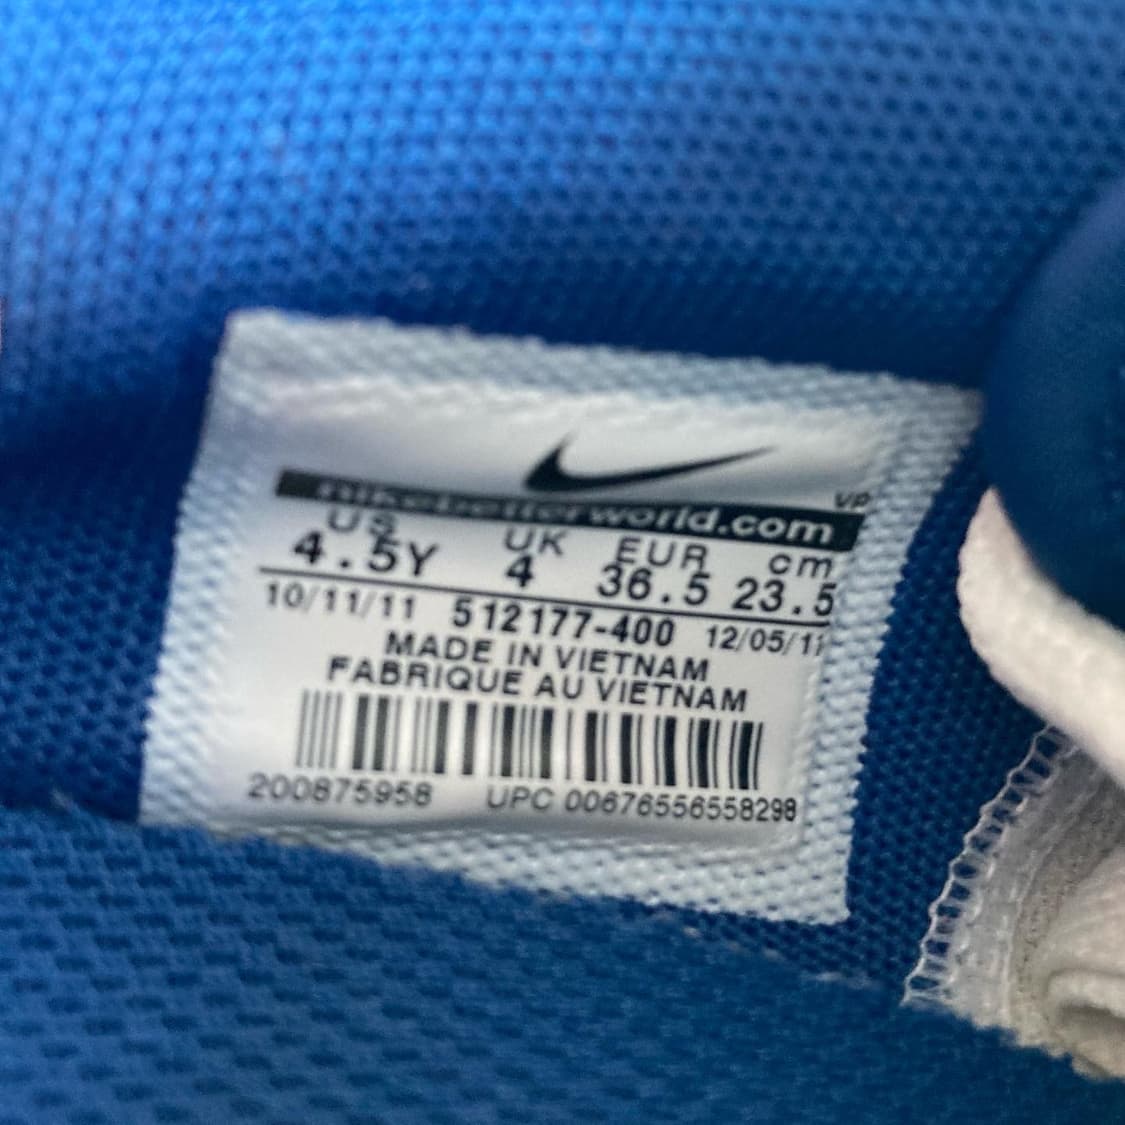 VP
nikebetterworld.com
US UK EUR cm
4.5Y 4 36.5 23.5
10/11/11 512177-400 12/05/11
MADE IN VIETNAM
FABRIQUE AU VIETNAM
200875958 UPC 00676556558298